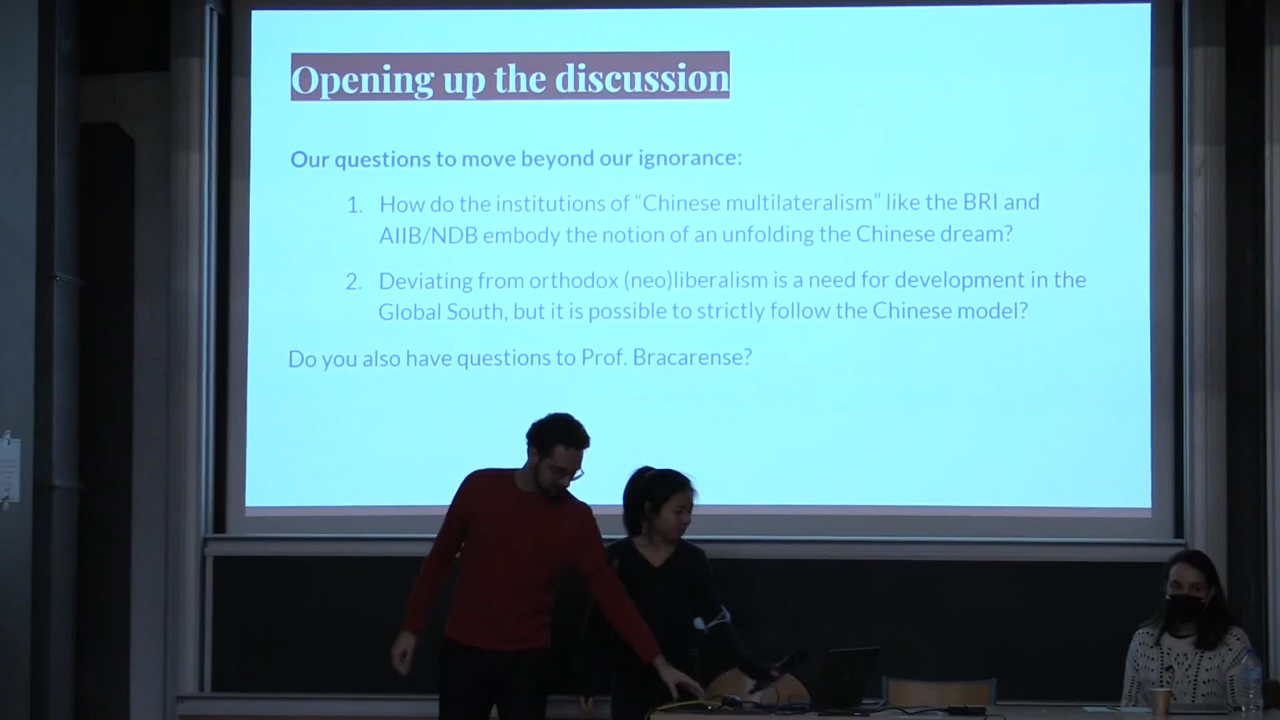 Opening up the discussion
Our questions to move beyond our ignorance:
1. How do the institutions of “Chinese multilateralism” like the BRI and
AIIB/NDB embody the notion of an unfolding the Chinese dream?
2. Deviating from orthodox (neo)liberalism is a need for development in the
Global South, but it is possible to strictly follow the Chinese model?
Do you also have questions to Prof. Bracarense?